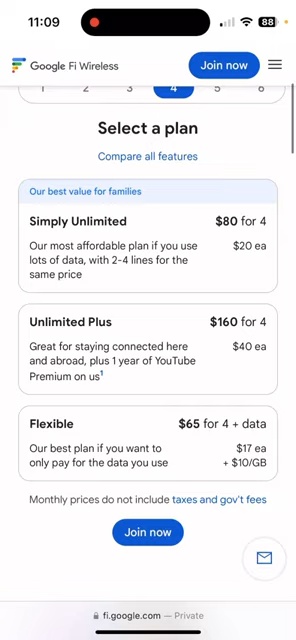 11:09
88
Google Fi Wireless
Join now
1 2 3 4 5 6
Select a plan
Compare all features
Our best value for families
Simply Unlimited $80 for 4
Our most affordable plan if you use $20 ea
lots of data, with 2-4 lines for the
same price
Unlimited Plus $160 for 4
Great for staying connected here $40 ea
and abroad, plus 1 year of YouTube
Premium on us¹
Flexible $65 for 4 + data
Our best plan if you want to $17 ea
only pay for the data you use + $10/GB
Monthly prices do not include taxes and gov't fees
Join now
fi.google.com — Private